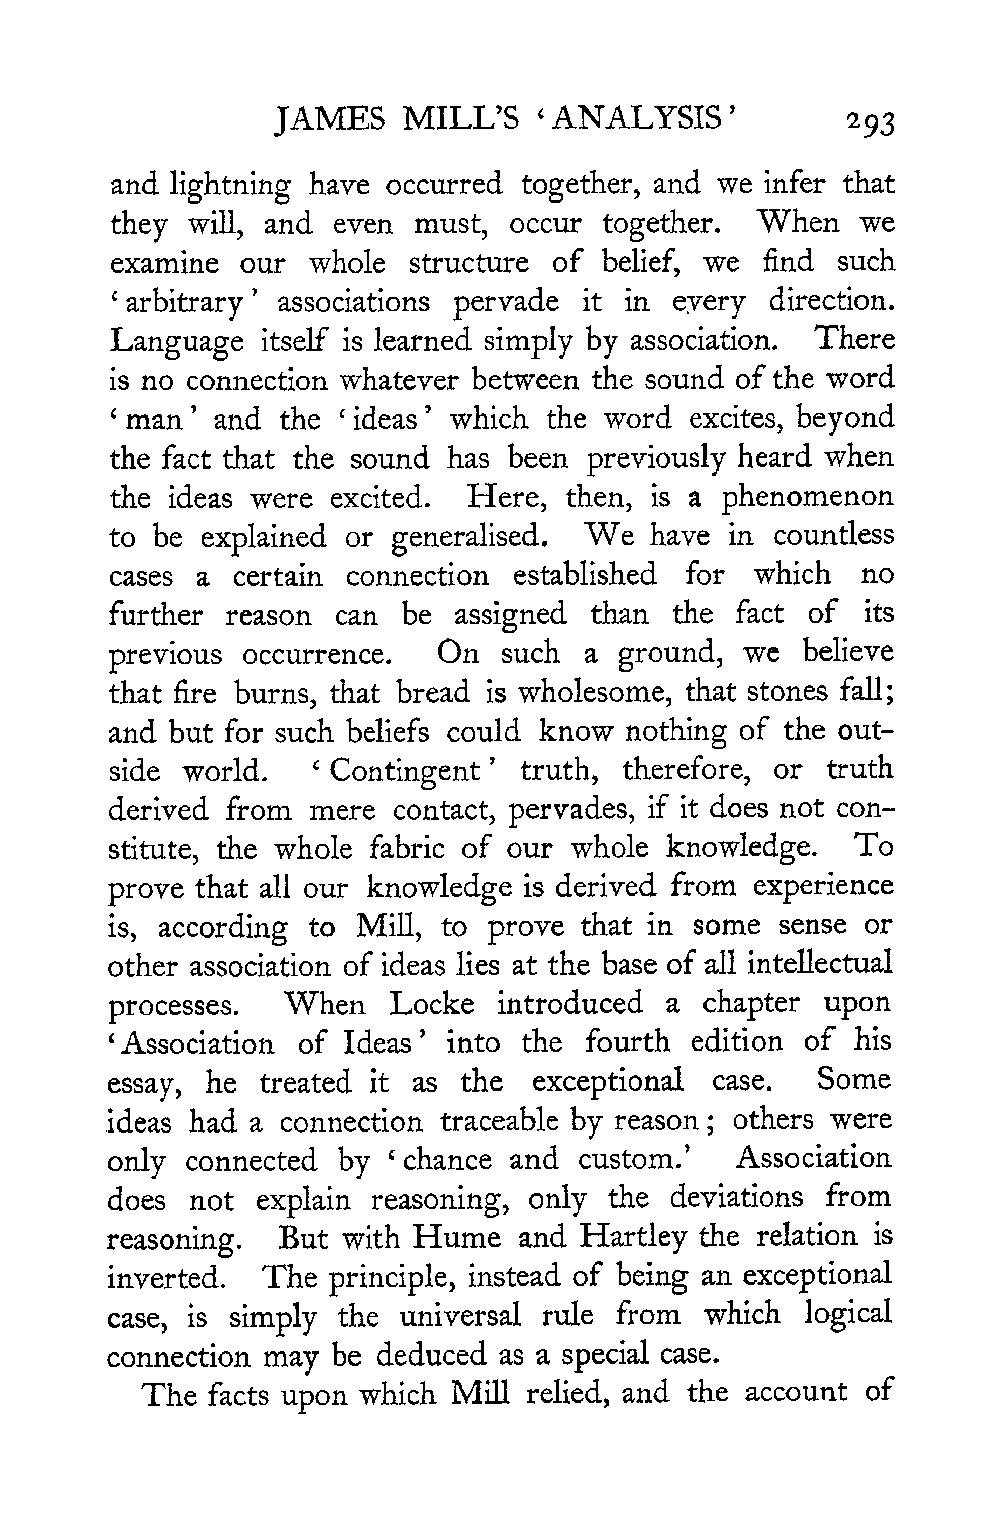 JAMES MILL'S ‘ANALYSIS’ 293
and lightning have occurred together, and we infer that
they will, and even must, occur together. When we
examine our whole structure of belief, we find such
‘arbitrary’ associations pervade it in every direction.
Language itself is learned simply by association. There
is no connection whatever between the sound of the word
‘man’ and the ‘ideas’ which the word excites, beyond
the fact that the sound has been previously heard when
the ideas were excited. Here, then, is a phenomenon
to be explained or generalised. We have in countless
cases a certain connection established for which no
further reason can be assigned than the fact of its
previous occurrence. On such a ground, we believe
that fire burns, that bread is wholesome, that stones fall;
and but for such beliefs could know nothing of the out-
side world. ‘Contingent’ truth, therefore, or truth
derived from mere contact, pervades, if it does not con-
stitute, the whole fabric of our whole knowledge. To
prove that all our knowledge is derived from experience
is, according to Mill, to prove that in some sense or
other association of ideas lies at the base of all intellectual
processes. When Locke introduced a chapter upon
‘Association of Ideas’ into the fourth edition of his
essay, he treated it as the exceptional case. Some
ideas had a connection traceable by reason; others were
only connected by ‘chance and custom.’ Association
does not explain reasoning, only the deviations from
reasoning. But with Hume and Hartley the relation is
inverted. The principle, instead of being an exceptional
case, is simply the universal rule from which logical
connection may be deduced as a special case.
The facts upon which Mill relied, and the account of